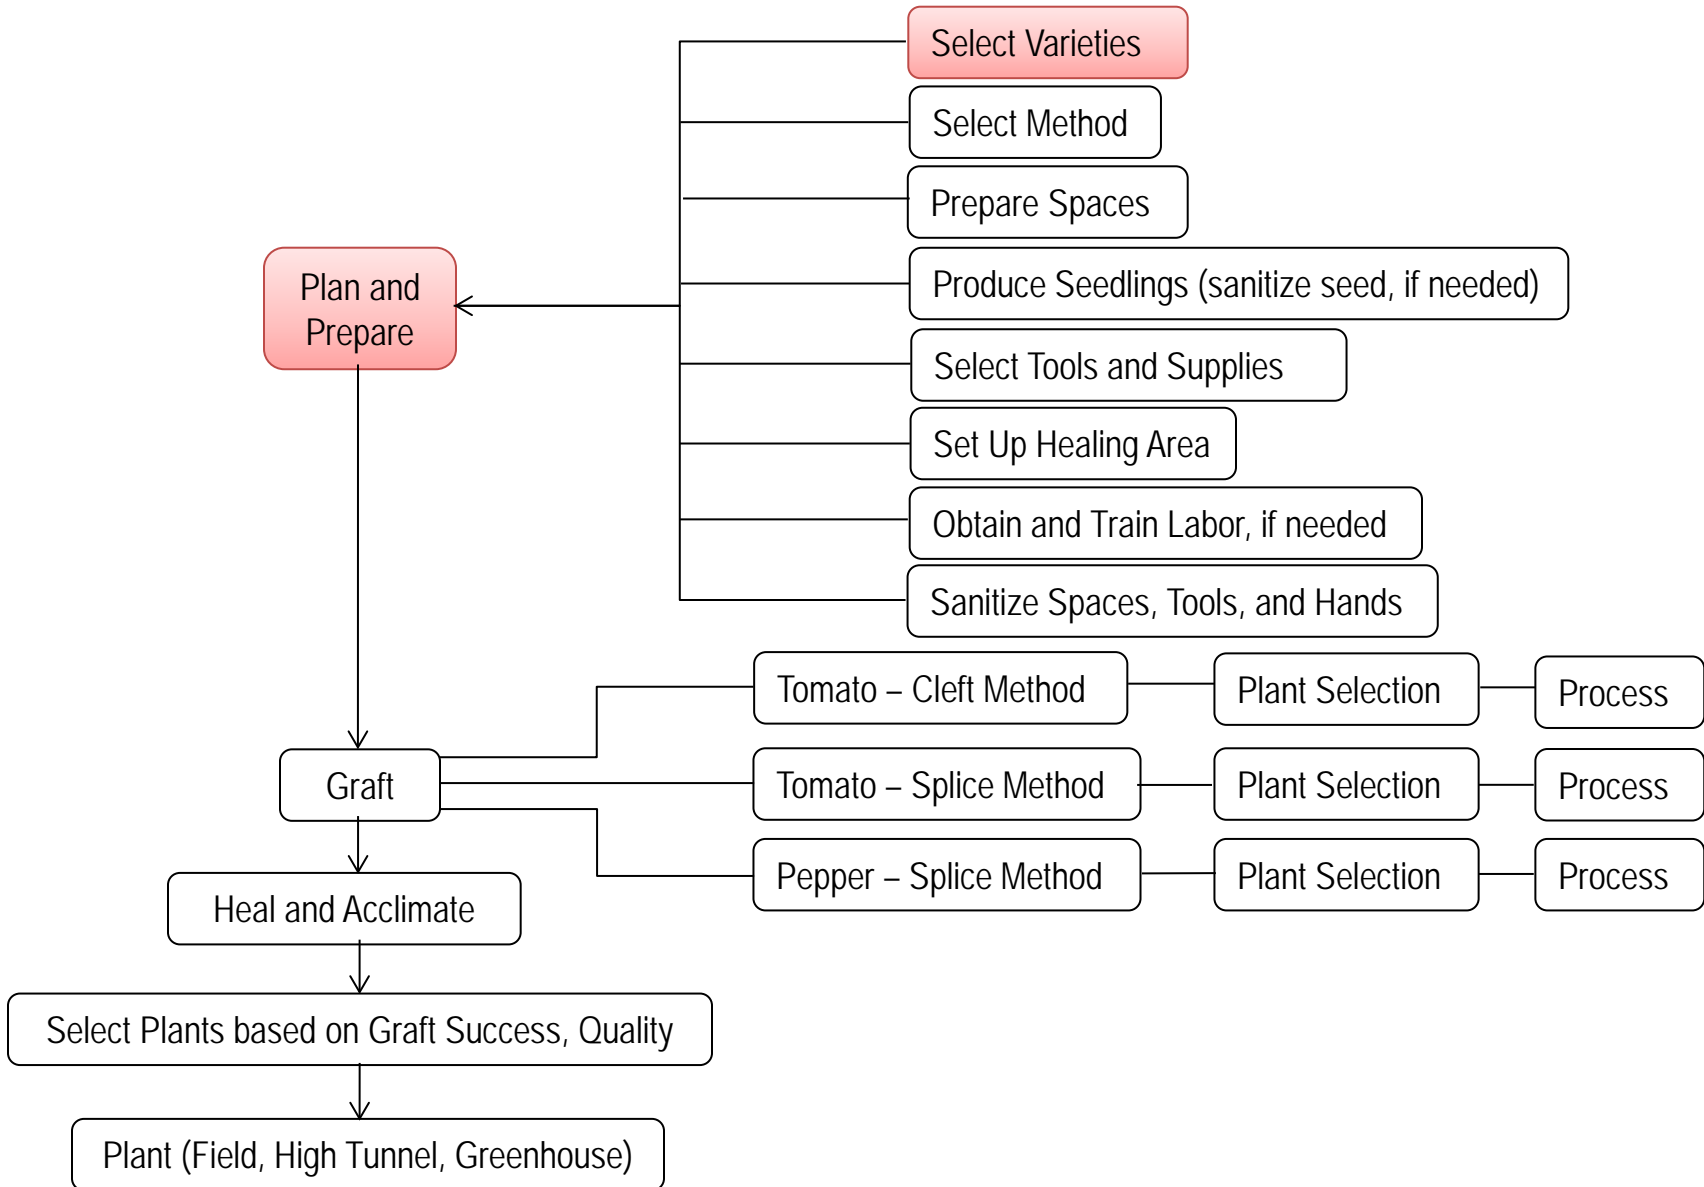 Select Varieties
Select Method
Prepare Spaces
Plan and
Prepare
Produce Seedlings (sanitize seed, if needed)
Select Tools and Supplies
Set Up Healing Area
Obtain and Train Labor, if needed
Sanitize Spaces, Tools, and Hands
Tomato – Cleft Method
Plant Selection
Process
Graft
Tomato – Splice Method
Plant Selection
Process
Pepper – Splice Method
Plant Selection
Process
Heal and Acclimate
Select Plants based on Graft Success, Quality
Plant (Field, High Tunnel, Greenhouse)